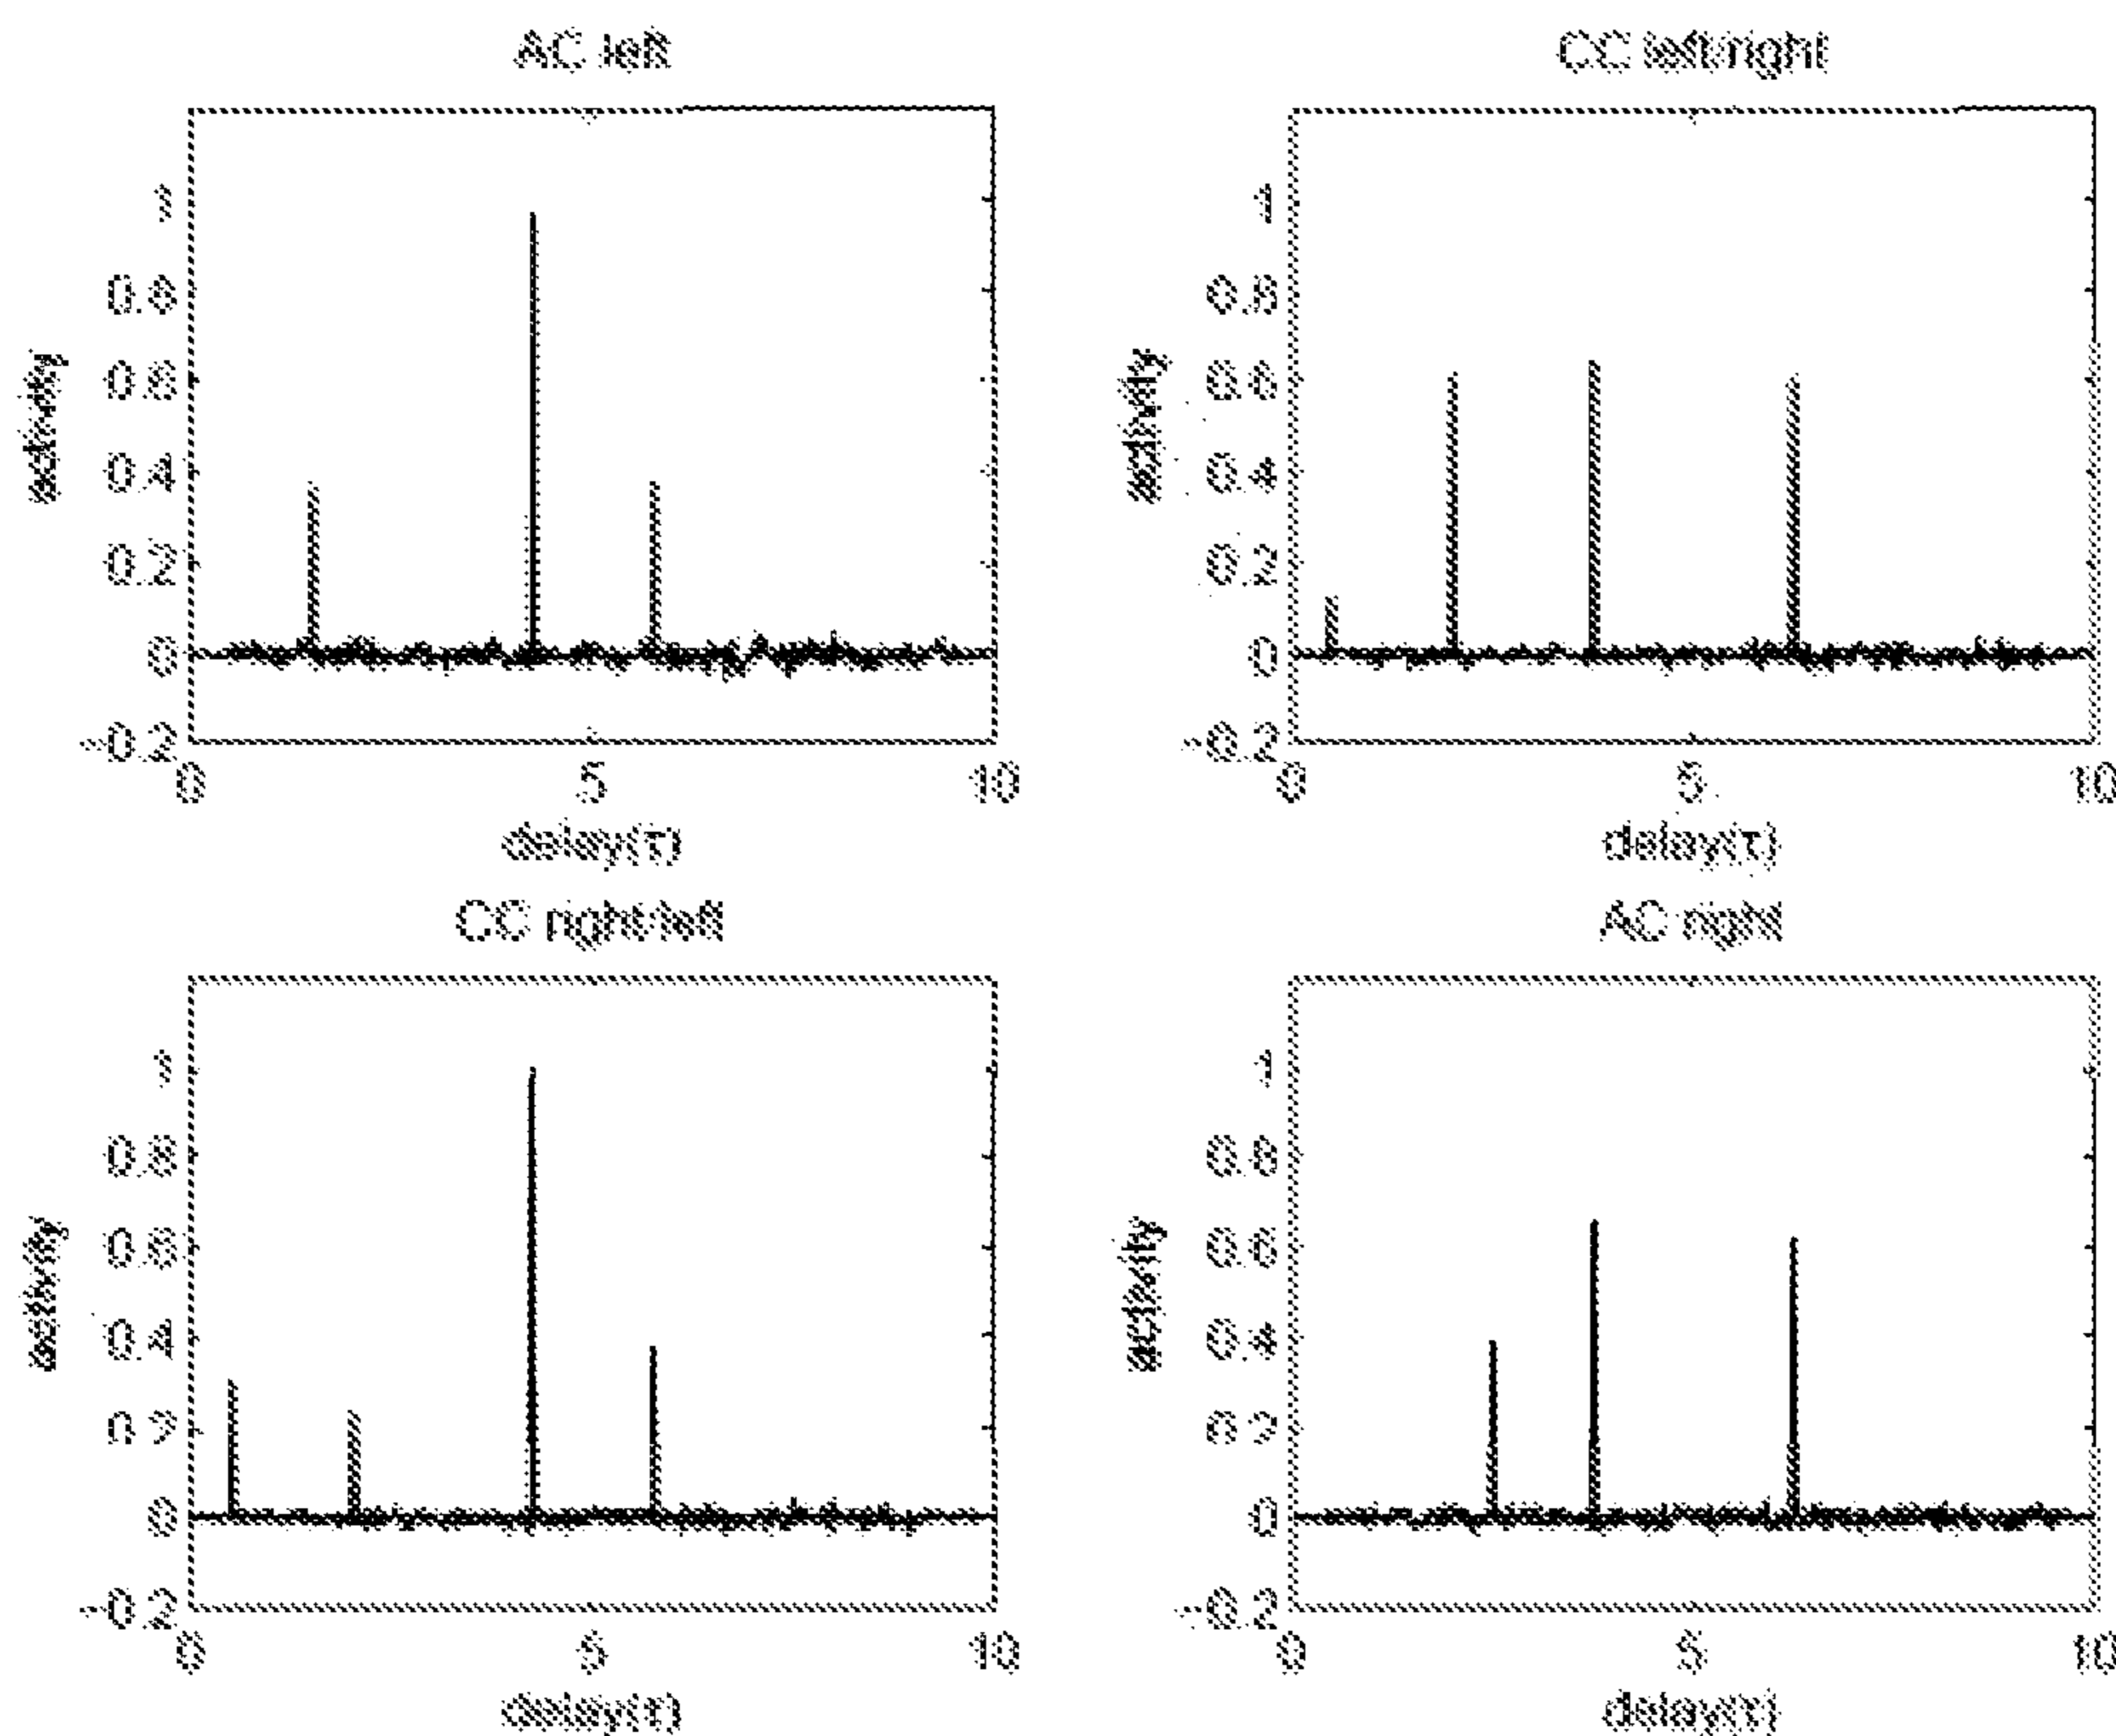 AC left
activity
1
0.8
0.6
0.4
0.2
0
-0.2
0 5 10
delay(τ)
CC left/right
activity
1
0.8
0.6
0.4
0.2
0
-0.2
0 5 10
delay(τ)
CC right/left
activity
1
0.8
0.6
0.4
0.2
0
-0.2
0 5 10
delay(τ)
AC right
activity
1
0.8
0.6
0.4
0.2
0
-0.2
0 5 10
delay(τ)